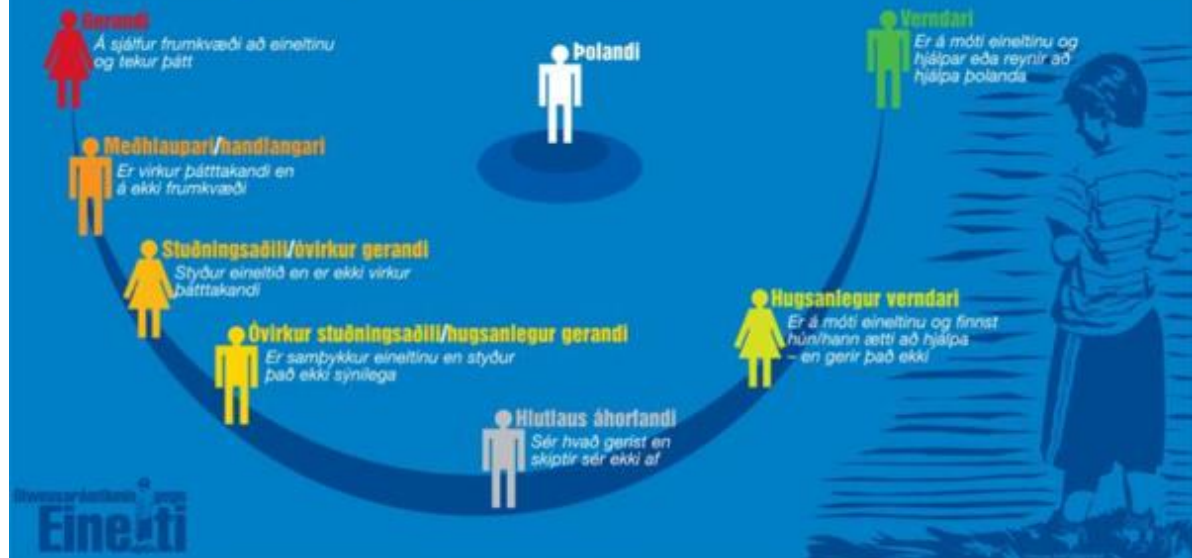 Gerandi
Á sjálfur frumkvæði að eineltinu
og tekur þátt
Þolandi
Verndari
Er á móti eineltinu og
hjálpar eða reynir að
hjálpa þolanda
Meðhlaupari/handlangari
Er virkur þátttakandi en
á ekki frumkvæði
Stuðningsaðili/óvirkur gerandi
Styður eineltið en er ekki virkur
þátttakandi
Óvirkur stuðningsaðili/hugsanlegur gerandi
Er samþykkur eineltinu en styður
það ekki sýnilega
Hugsanlegur verndari
Er á móti eineltinu og finnst
hún/hann ætti að hjálpa
– en gerir það ekki
Hlutlaus áhorfandi
Sér hvað gerist en
skiptir sér ekki af
gegn
Einelti